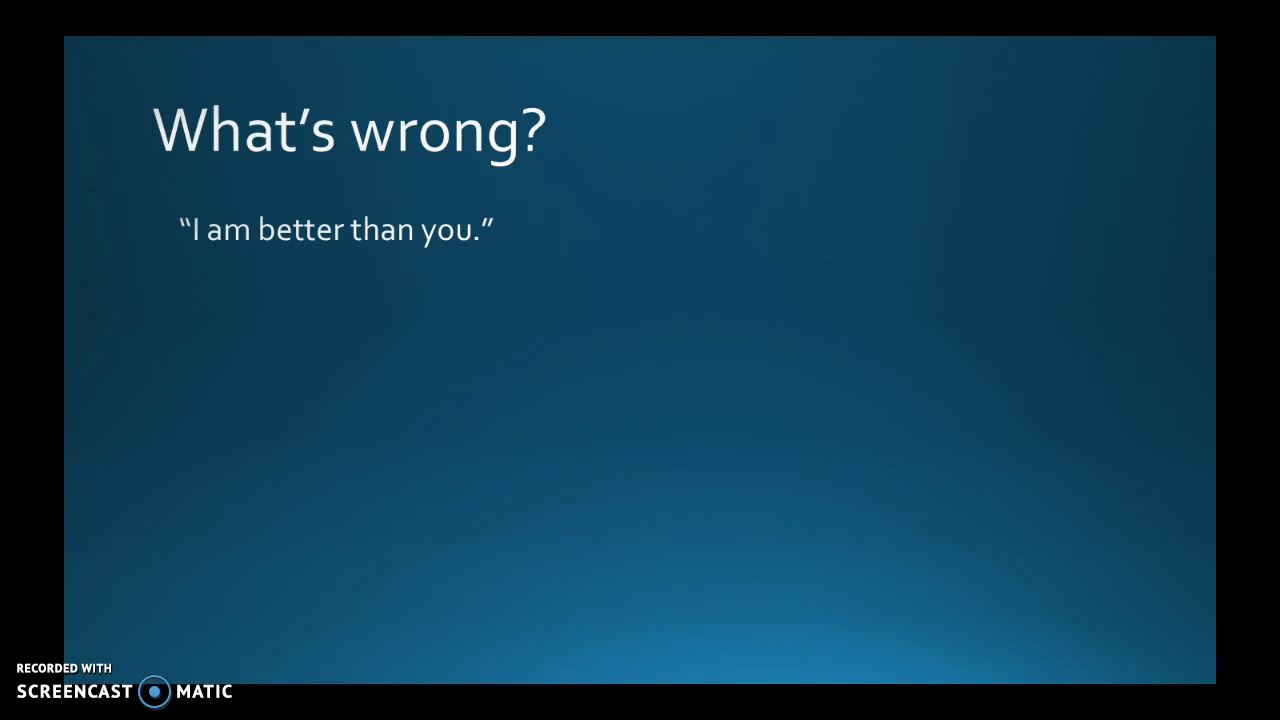 What’s wrong?
“I am better than you.”
RECORDED WITH
SCREENCAST MATIC